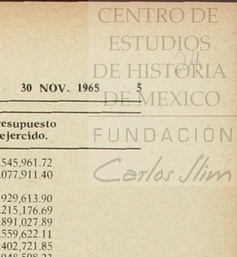 CENTRO DE
ESTUDIOS
DE HISTORIA
DE MEXICO
30 NOV. 1965 5
FUNDACIÓN
Carlos Slim
resupuesto
ejercido.
.545,961.72
.077,911.40
.929,613.90
.215,176.69
.891,027.89
.559,622.11
.402,721.85